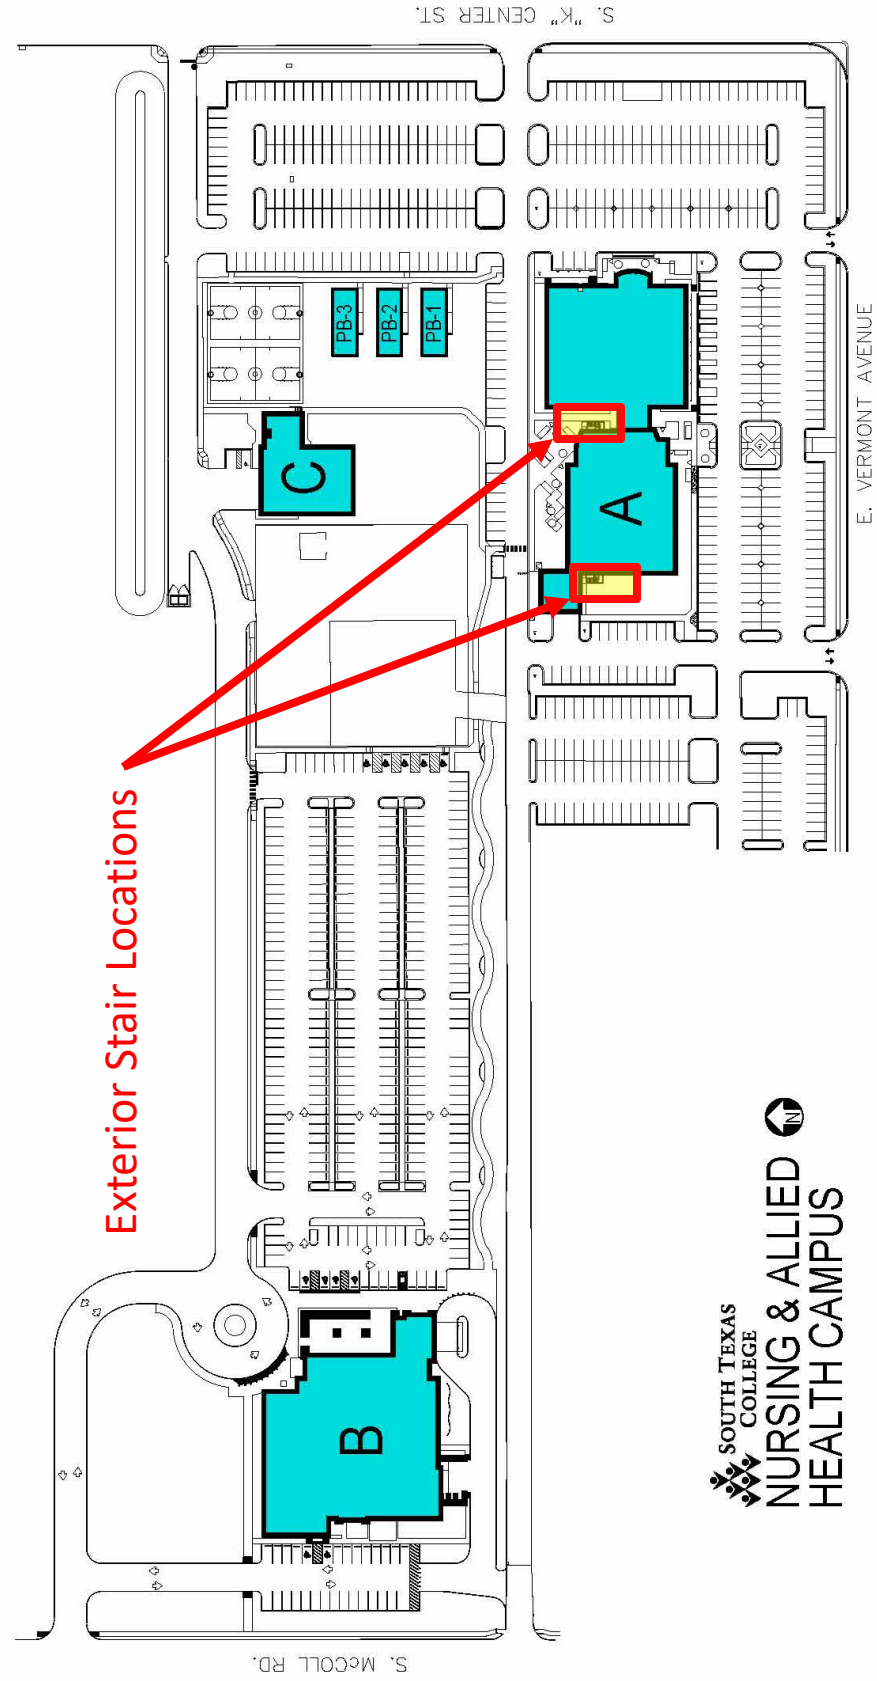 S. "K" CENTER ST.
PB-3
PB-2
PB-1
C
A
E. VERMONT AVENUE
Exterior Stair Locations
B
N
SOUTH TEXAS
COLLEGE
NURSING & ALLIED
HEALTH CAMPUS
S. McCOLL RD.